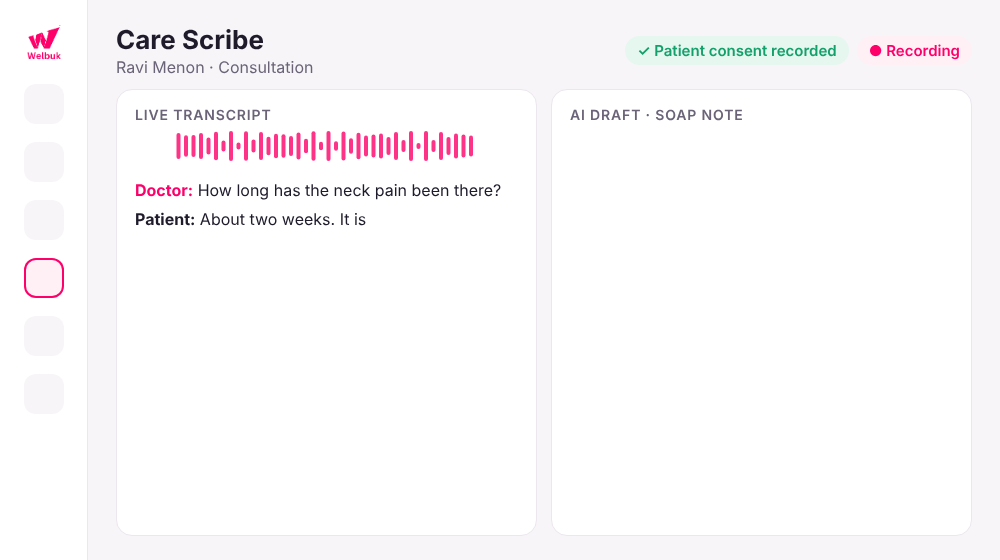 Welbuk
Care Scribe
Ravi Menon · Consultation
✓ Patient consent recorded
● Recording
LIVE TRANSCRIPT
Doctor: How long has the neck pain been there?
Patient: About two weeks. It is
AI DRAFT · SOAP NOTE